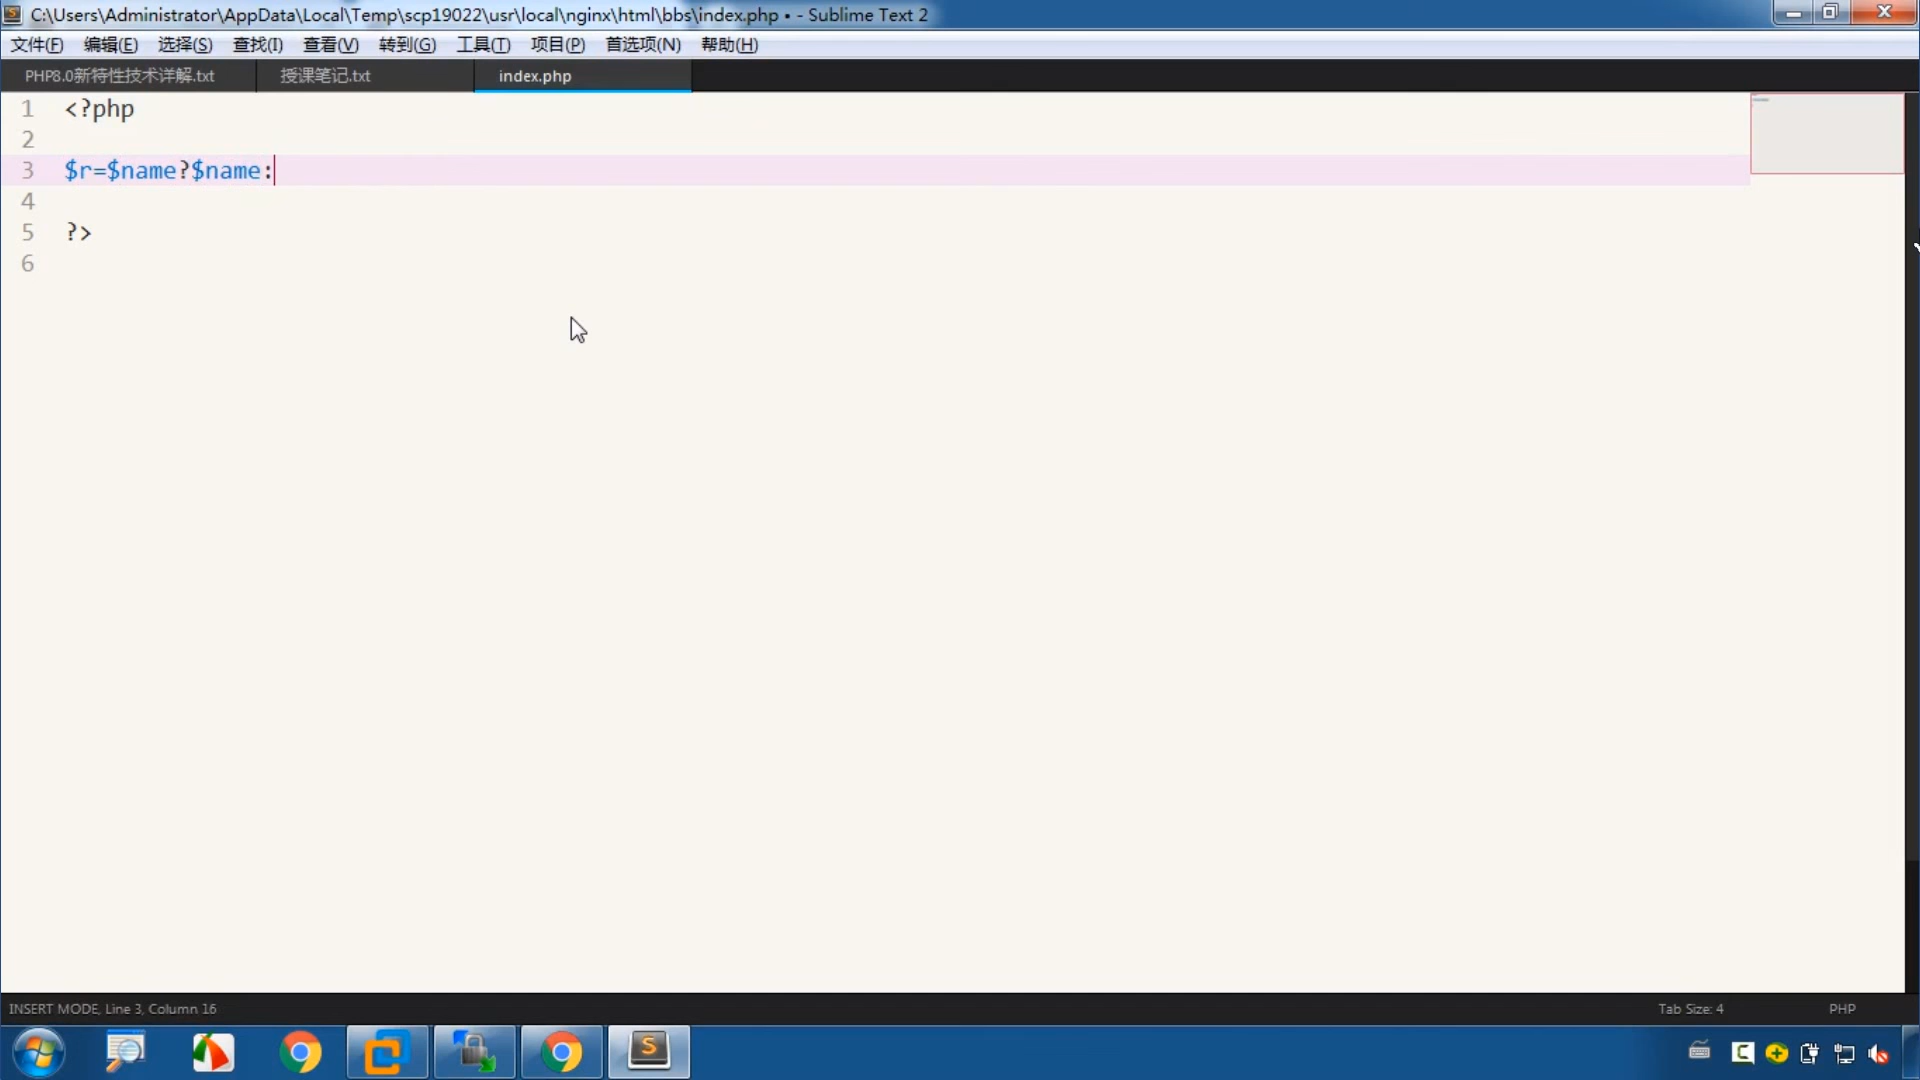 C:\Users\Administrator\AppData\Local\Temp\scp19022\usr\local\nginx\html\bbs\index.php • - Sublime Text 2
文件(F) 编辑(E) 选择(S) 查找(I) 查看(V) 转到(G) 工具(T) 项目(P) 首选项(N) 帮助(H)
PHP8.0新特性技术详解.txt 授课笔记.txt index.php
1 <?php
2
3 $r=$name?$name:
4
5 ?>
6
INSERT MODE, Line 3, Column 16 Tab Size: 4 PHP